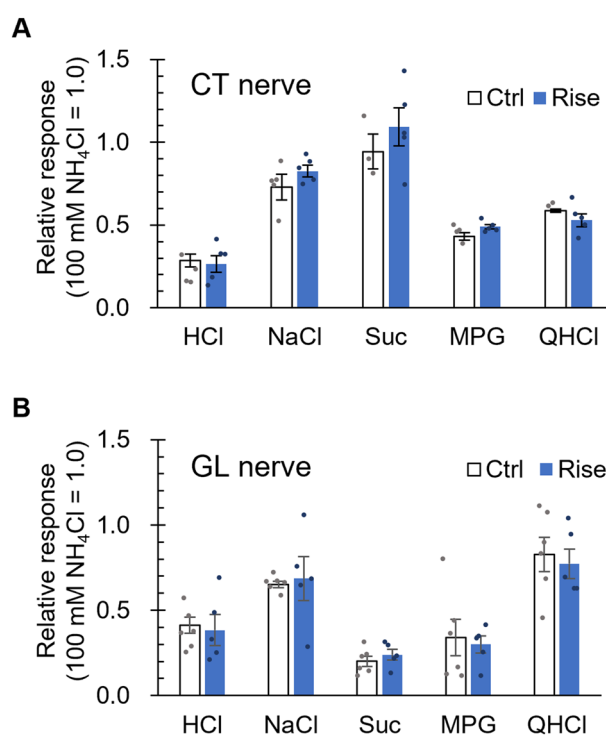 A
CT nerve
Ctrl Rise
Relative response
(100 mM NH₄Cl = 1.0)
1.5
1.0
0.5
0.0
HCl NaCl Suc MPG QHCl
B
GL nerve
Ctrl Rise
Relative response
(100 mM NH₄Cl = 1.0)
1.5
1.0
0.5
0.0
HCl NaCl Suc MPG QHCl